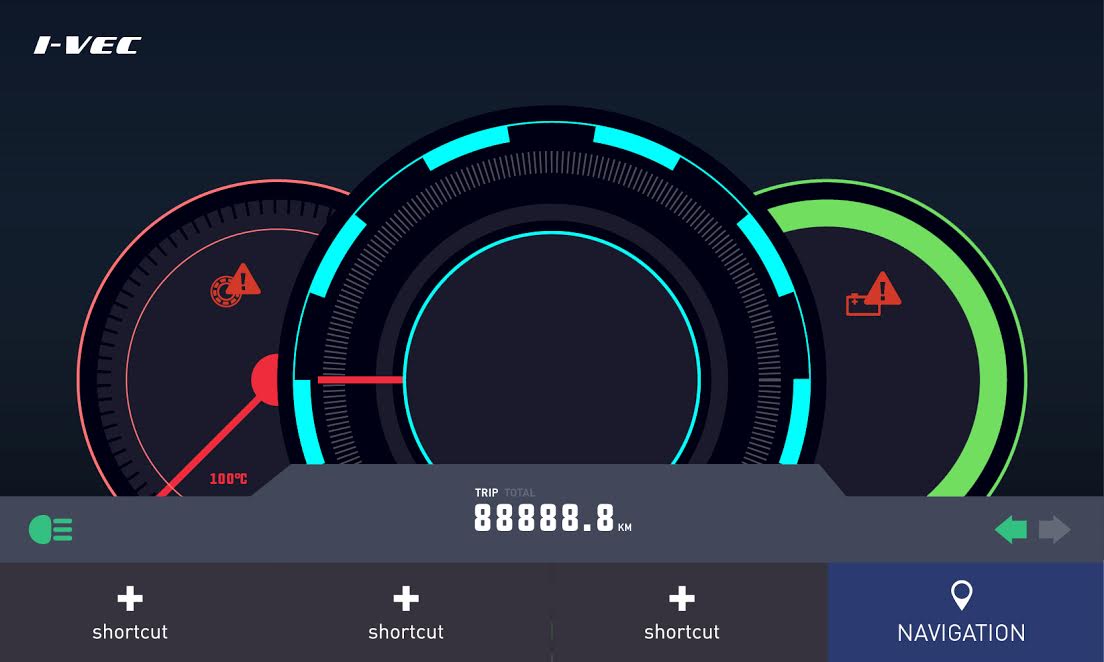 I-VEC
100℃
TRIP TOTAL
88888.8 KM
shortcut
shortcut
shortcut
NAVIGATION